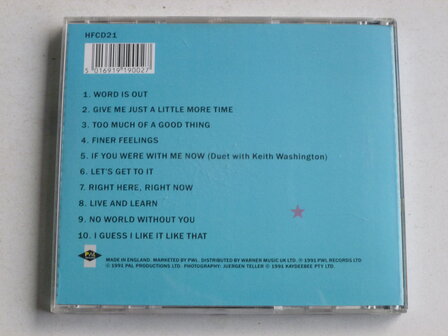 HFCD21
5 016919 190027
1. WORD IS OUT
2. GIVE ME JUST A LITTLE MORE TIME
3. TOO MUCH OF A GOOD THING
4. FINER FEELINGS
5. IF YOU WERE WITH ME NOW (Duet with Keith Washington)
6. LET'S GET TO IT
7. RIGHT HERE, RIGHT NOW
8. LIVE AND LEARN
9. NO WORLD WITHOUT YOU
10. I GUESS I LIKE IT LIKE THAT
MADE IN ENGLAND. MARKETED BY PWL. DISTRIBUTED BY WARNER MUSIC UK LTD. ℗ 1991 PWL RECORDS LTD
© 1991 PAL PRODUCTIONS LTD PHOTOGRAPHY: JUERGEN TELLER © 1991 KAYDEEBEE PTY LTD.